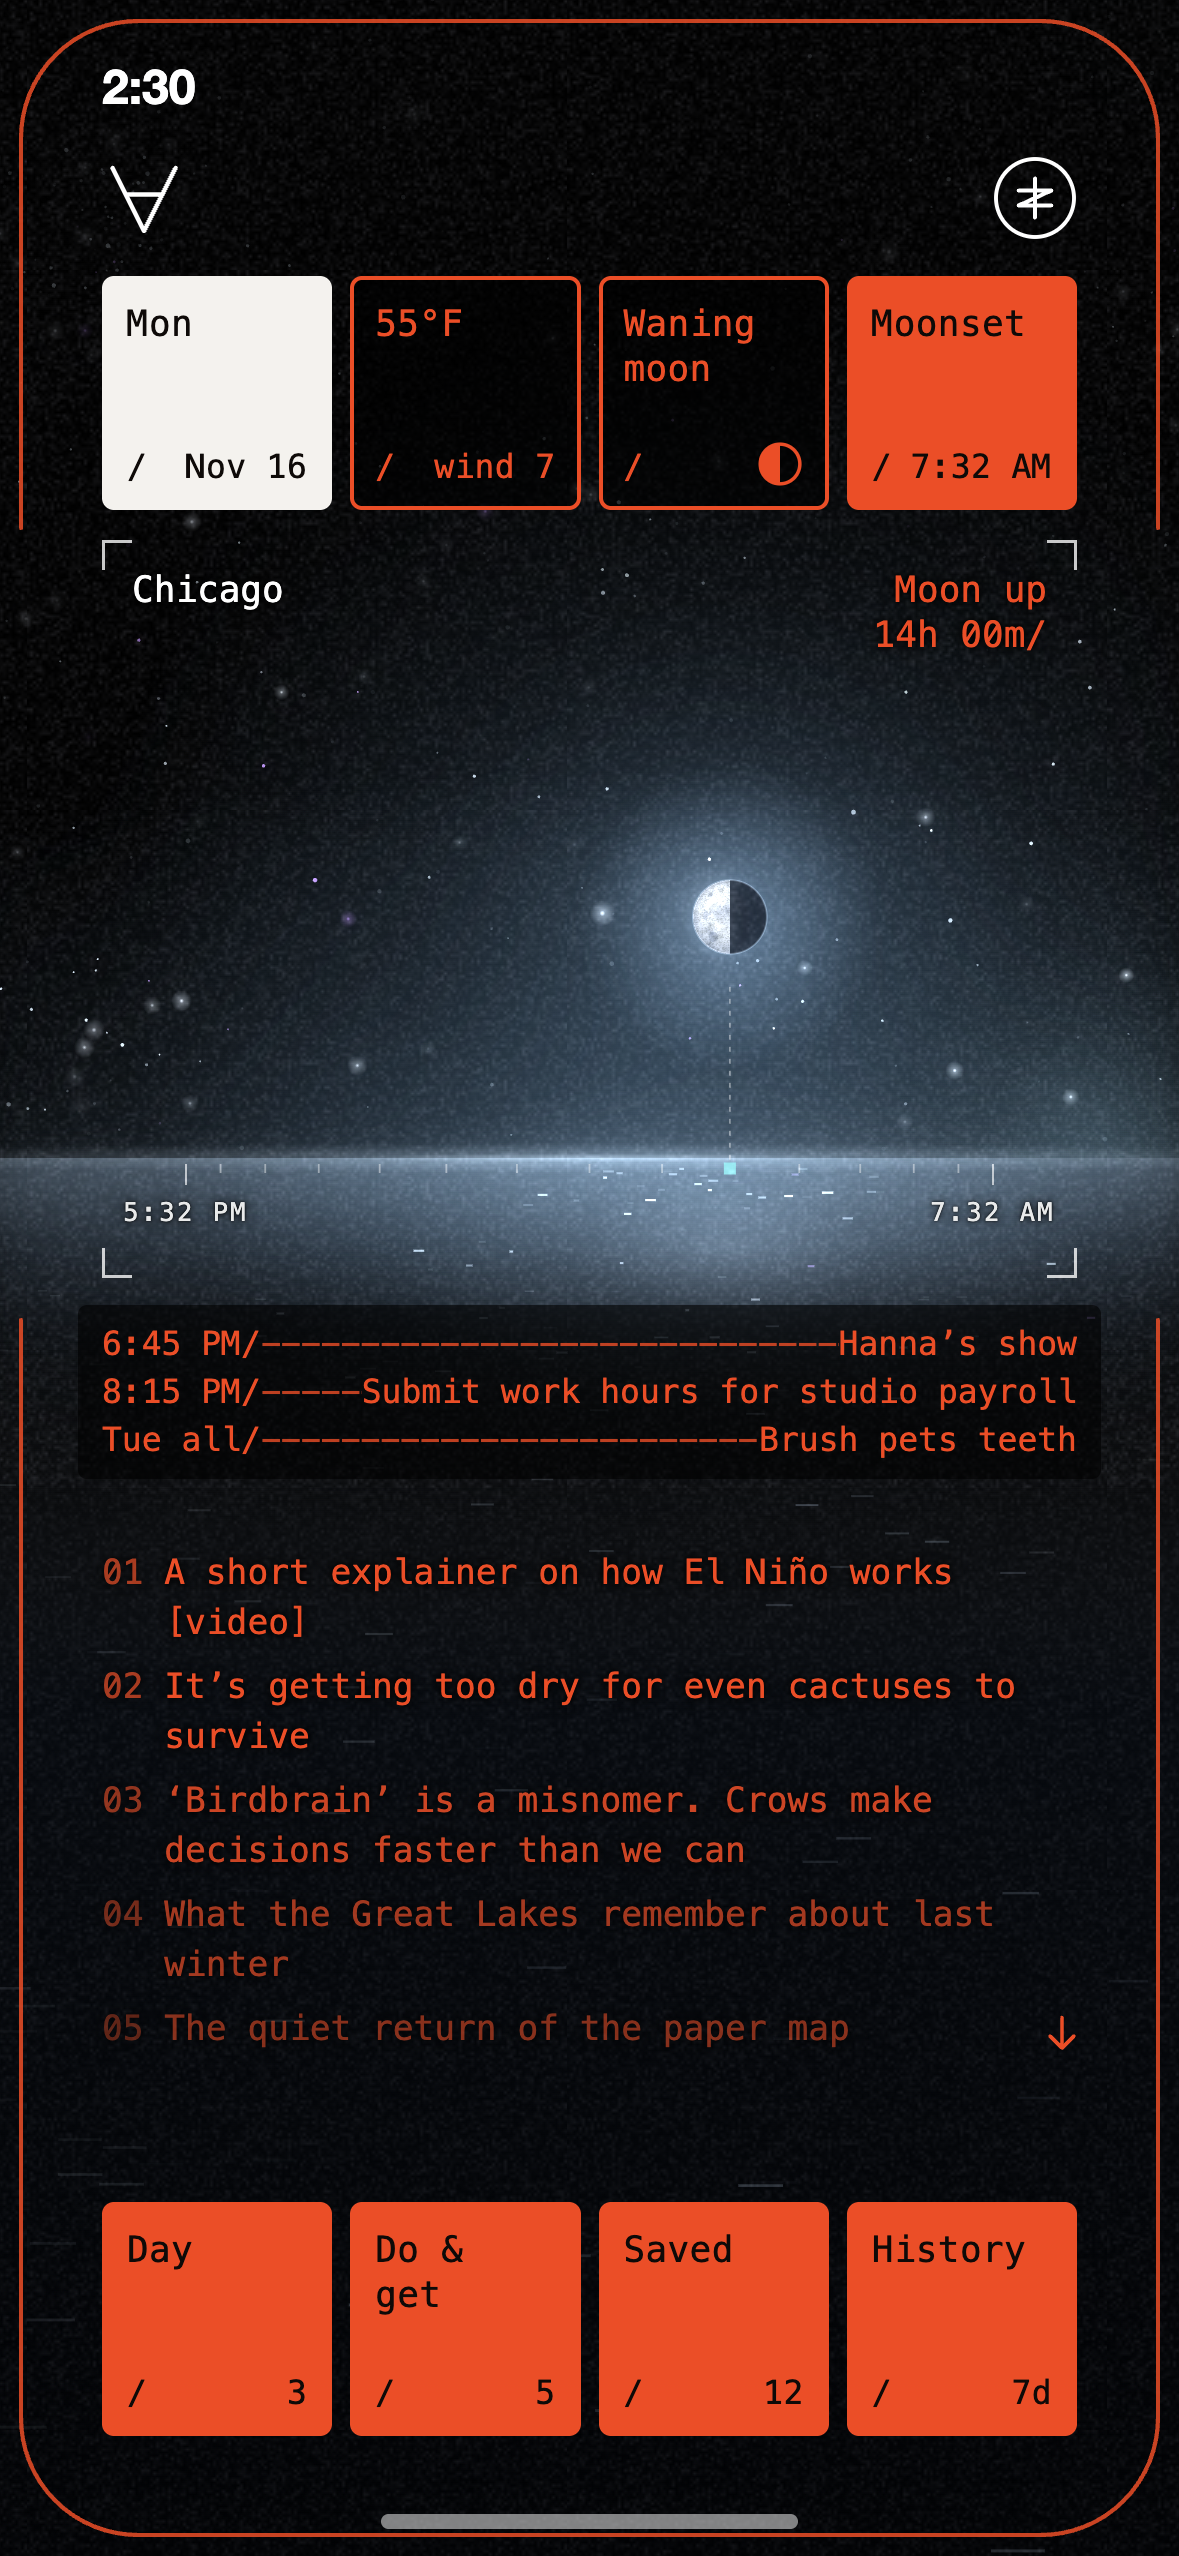 2:30
Mon
/ Nov 16
55°F
/ wind 7
Waning
moon
/
Moonset
/ 7:32 AM
Chicago
Moon up
14h 00m/
5:32 PM
7:32 AM
6:45 PM/—————————————————————————————Hanna’s show
8:15 PM/—————Submit work hours for studio payroll
Tue all/—————————————————————————Brush pets teeth
01 A short explainer on how El Niño works
[video]
02 It’s getting too dry for even cactuses to
survive
03 ‘Birdbrain’ is a misnomer. Crows make
decisions faster than we can
04 What the Great Lakes remember about last
winter
05 The quiet return of the paper map
Day
/ 3
Do &
get
/ 5
Saved
/ 12
History
/ 7d